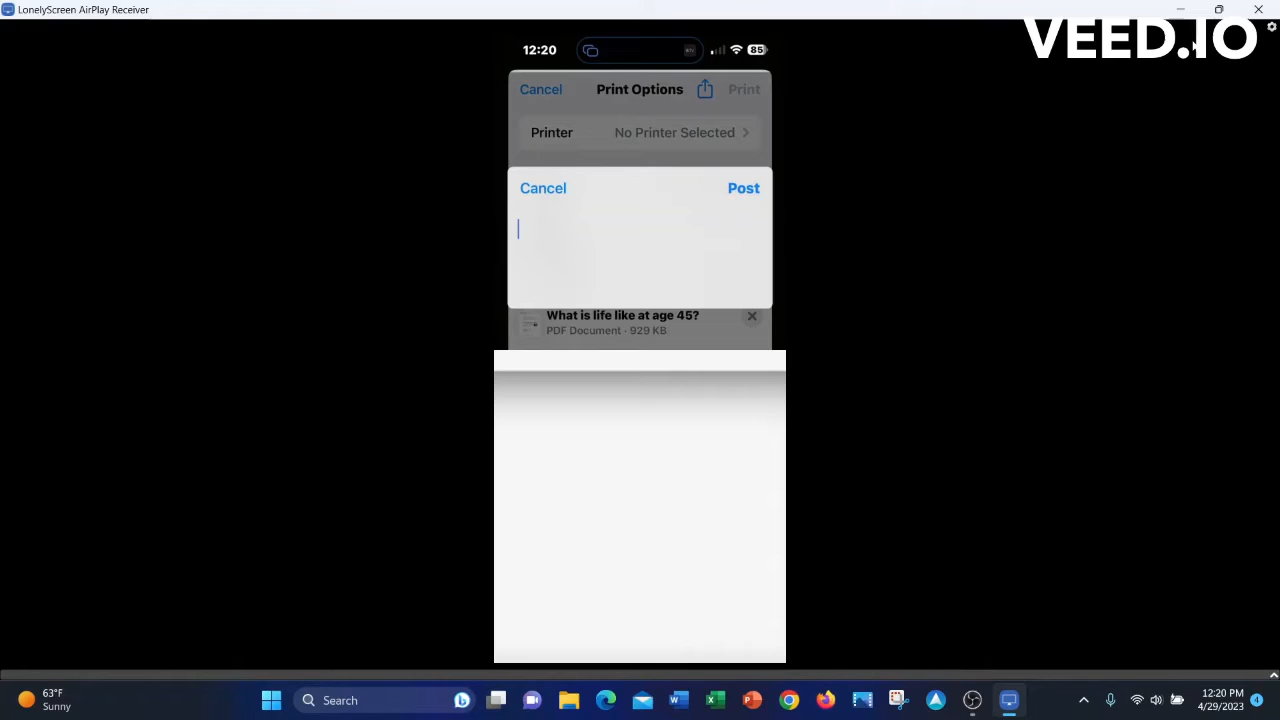 LonelyScreen AirPlay Receiver
VEED.IO
12:20
85
Cancel
Print Options
Print
Printer
No Printer Selected
Cancel
Post
What is life like at age 45?
PDF Document - 929 KB
63°F
Sunny
Search
12:20 PM
4/29/2023
4